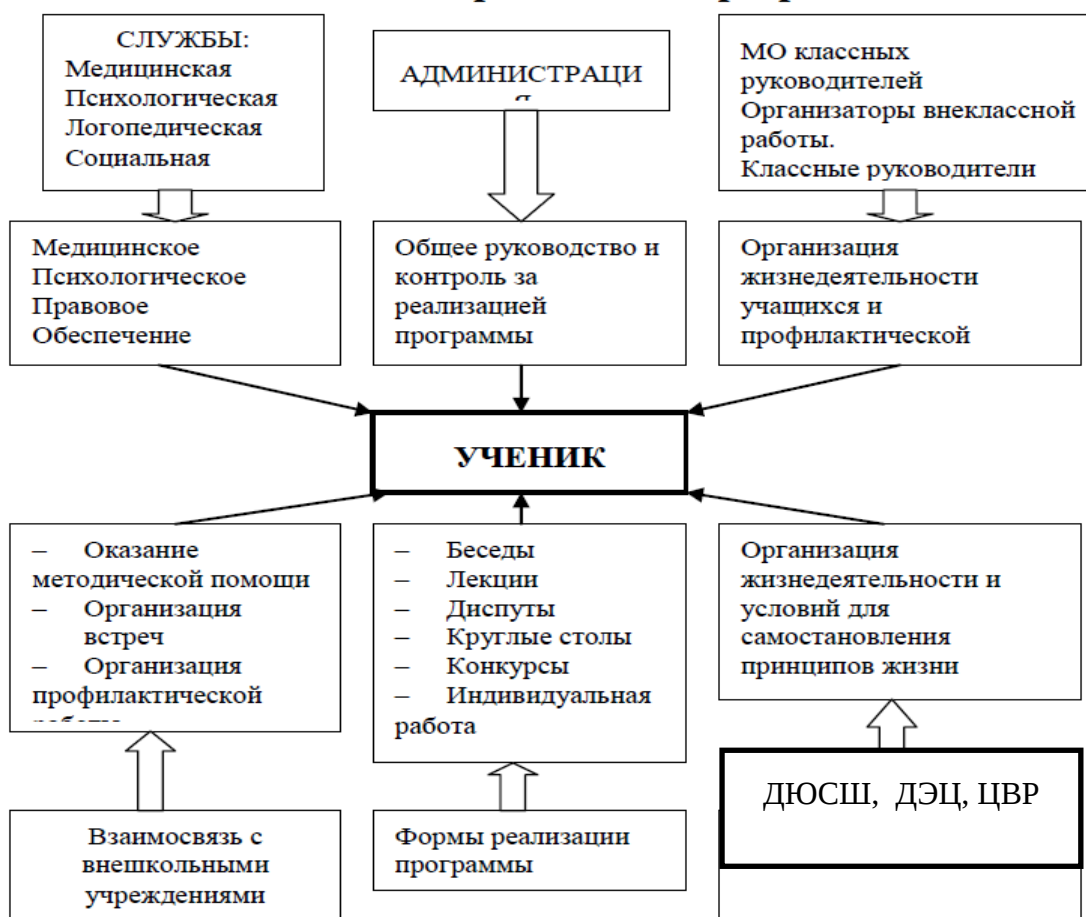 СЛУЖБЫ:
Медицинская
Психологическая
Логопедическая
Социальная
АДМИНИСТРАЦИ
Я
МО классных
руководителей
Организаторы внеклассной
работы.
Классные руководители
Медицинское
Психологическое
Правовое
Обеспечение
Общее руководство и
контроль за
реализацией
программы
Организация
жизнедеятельности
учащихся и
профилактической
УЧЕНИК
– Оказание
методической помощи
– Организация
встреч
– Организация
профилактической
– Беседы
– Лекции
– Диспуты
– Круглые столы
– Конкурсы
– Индивидуальная
работа
Организация
жизнедеятельности и
условий для
самостановления
принципов жизни
Взаимосвязь с
внешкольными
учреждениями
Формы реализации
программы
ДЮСШ, ДЭЦ, ЦВР